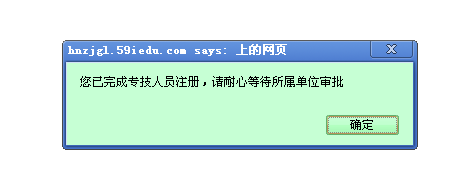 hnzjgl.59iedu.com says: 上的网页
您已完成专技人员注册，请耐心等待所属单位审批
确定